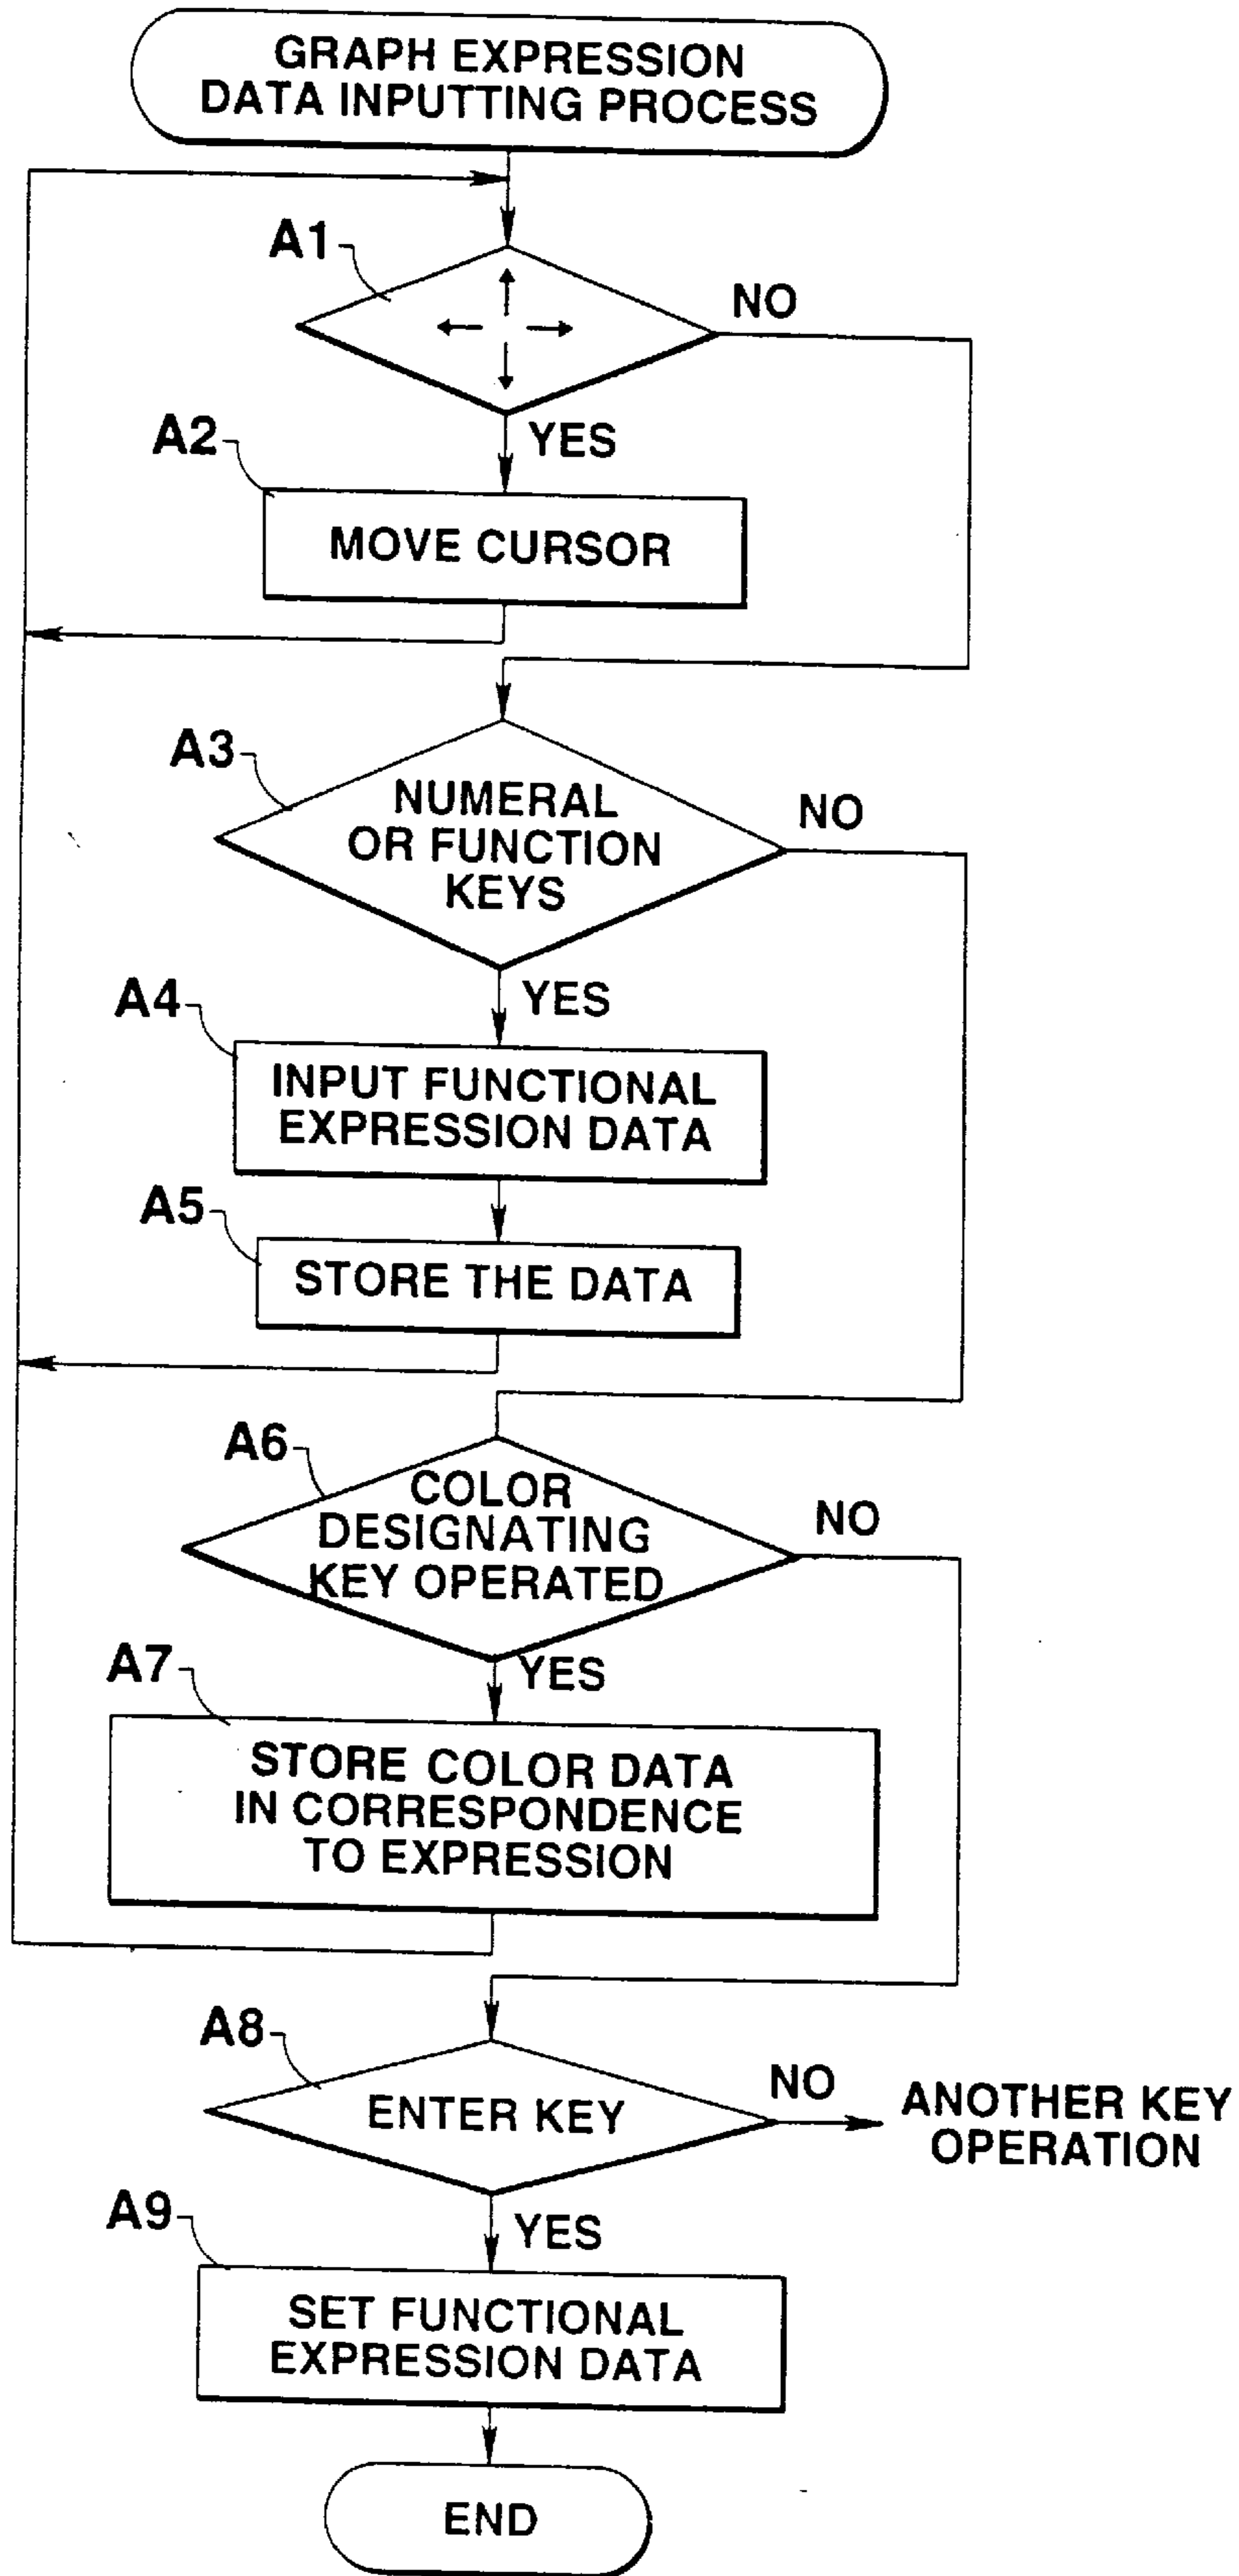 GRAPH EXPRESSION
DATA INPUTTING PROCESS
A1
NO
YES
A2
MOVE CURSOR
A3
NUMERAL
OR FUNCTION
KEYS
NO
YES
A4
INPUT FUNCTIONAL
EXPRESSION DATA
A5
STORE THE DATA
A6
COLOR
DESIGNATING
KEY OPERATED
NO
YES
A7
STORE COLOR DATA
IN CORRESPONDENCE
TO EXPRESSION
A8
ENTER KEY
NO
ANOTHER KEY
OPERATION
YES
A9
SET FUNCTIONAL
EXPRESSION DATA
END